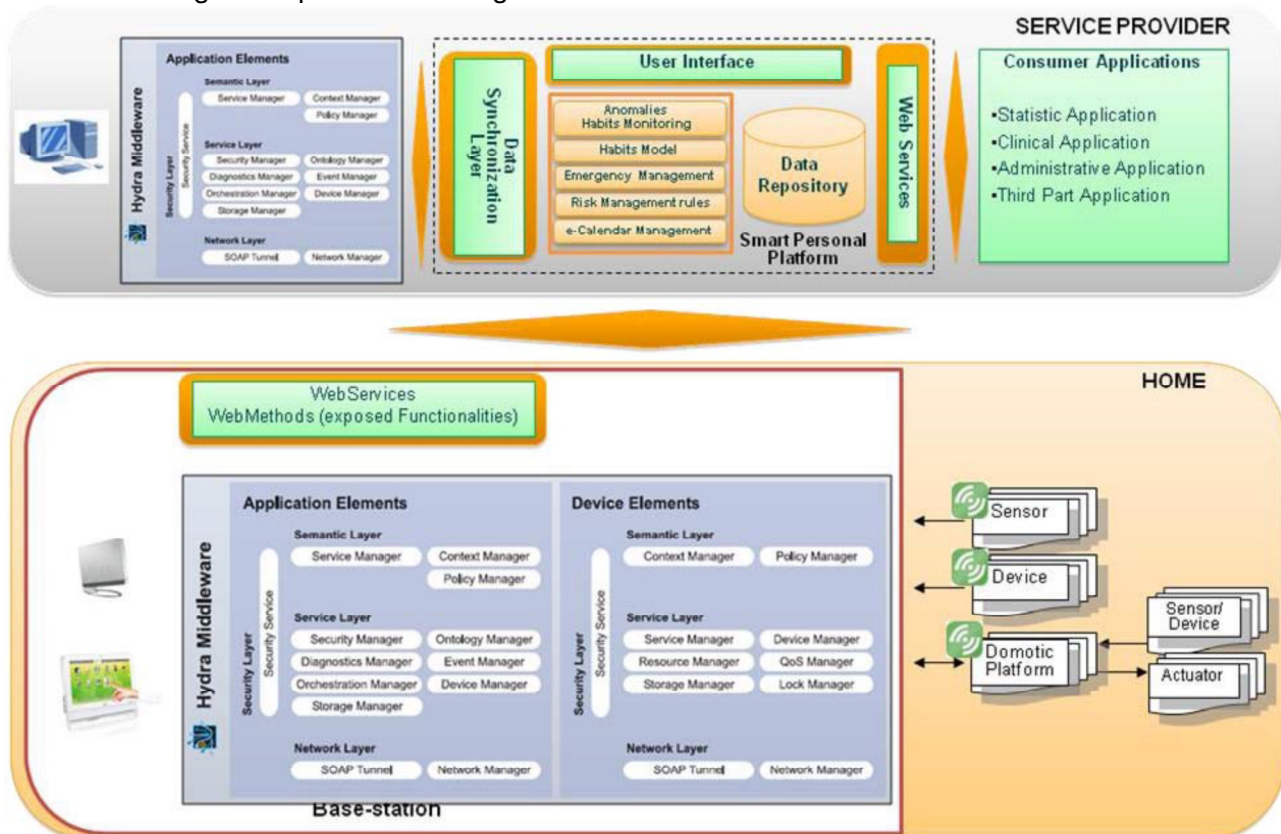 SERVICE PROVIDER
Hydra Middleware
Application Elements
Semantic Layer
Service Manager
Context Manager
Policy Manager
Security Layer
Security Service
Service Layer
Security Manager
Ontology Manager
Diagnostics Manager
Event Manager
Orchestration Manager
Device Manager
Storage Manager
Network Layer
SOAP Tunnel
Network Manager
Data
Synchronization
Layer
User Interface
Anomalies
Habits Monitoring
Habits Model
Emergency Management
Risk Management rules
e-Calendar Management
Data
Repository
Smart Personal
Platform
Web Services
Consumer Applications
▪Statistic Application
▪Clinical Application
▪Administrative Application
▪Third Part Application
HOME
WebServices
WebMethods (exposed Functionalities)
Hydra Middleware
Application Elements
Semantic Layer
Service Manager
Context Manager
Policy Manager
Security Layer
Security Service
Service Layer
Security Manager
Ontology Manager
Diagnostics Manager
Event Manager
Orchestration Manager
Device Manager
Storage Manager
Network Layer
SOAP Tunnel
Network Manager
Device Elements
Semantic Layer
Context Manager
Policy Manager
Security Layer
Security Service
Service Layer
Service Manager
Device Manager
Resource Manager
QoS Manager
Storage Manager
Lock Manager
Network Layer
SOAP Tunnel
Network Manager
Base-station
Sensor
Device
Domotic
Platform
Sensor/
Device
Actuator